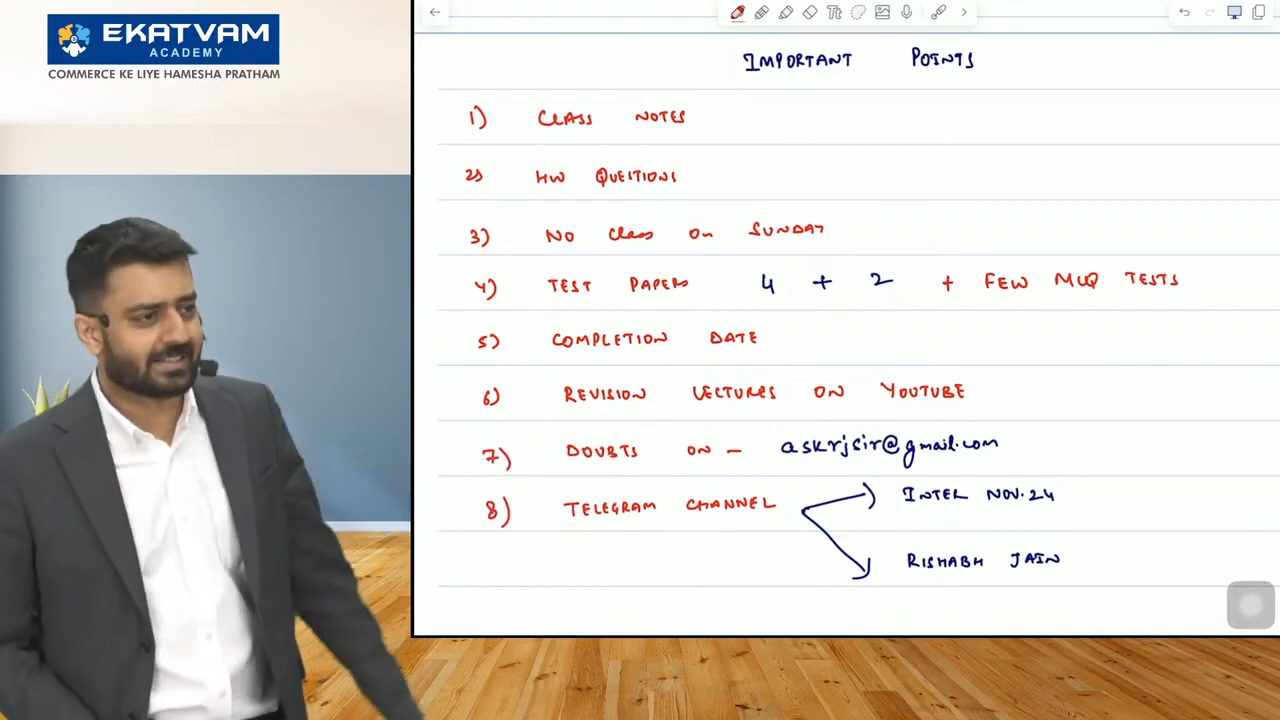 EKATVAM
ACADEMY
COMMERCE KE LIYE HAMESHA PRATHAM
IMPORTANT POINTS
1) CLASS NOTES
2) HW QUESTIONS
3) NO Class On SUNDAY
4) TEST PAPERS 4 + 2 + FEW MCQ TESTS
5) COMPLETION DATE
6) REVISION LECTURES ON YOUTUBE
7) DOUBTS ON – askrjsir@gmail.com
8) TELEGRAM CHANNEL → INTER NOV.24
→ RISHABH JAIN